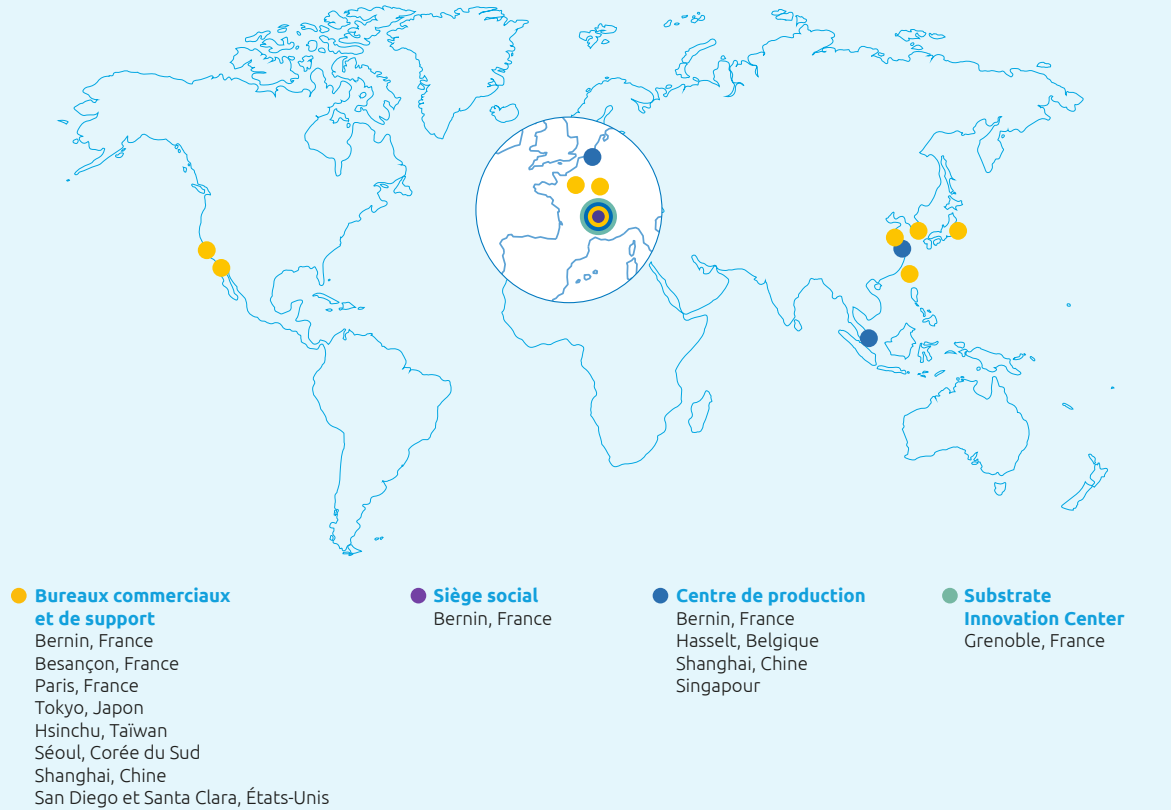 Bureaux commerciaux
et de support
Bernin, France
Besançon, France
Paris, France
Tokyo, Japon
Hsinchu, Taïwan
Séoul, Corée du Sud
Shanghai, Chine
San Diego et Santa Clara, États-Unis
Siège social
Bernin, France
Centre de production
Bernin, France
Hasselt, Belgique
Shanghai, Chine
Singapour
Substrate
Innovation Center
Grenoble, France